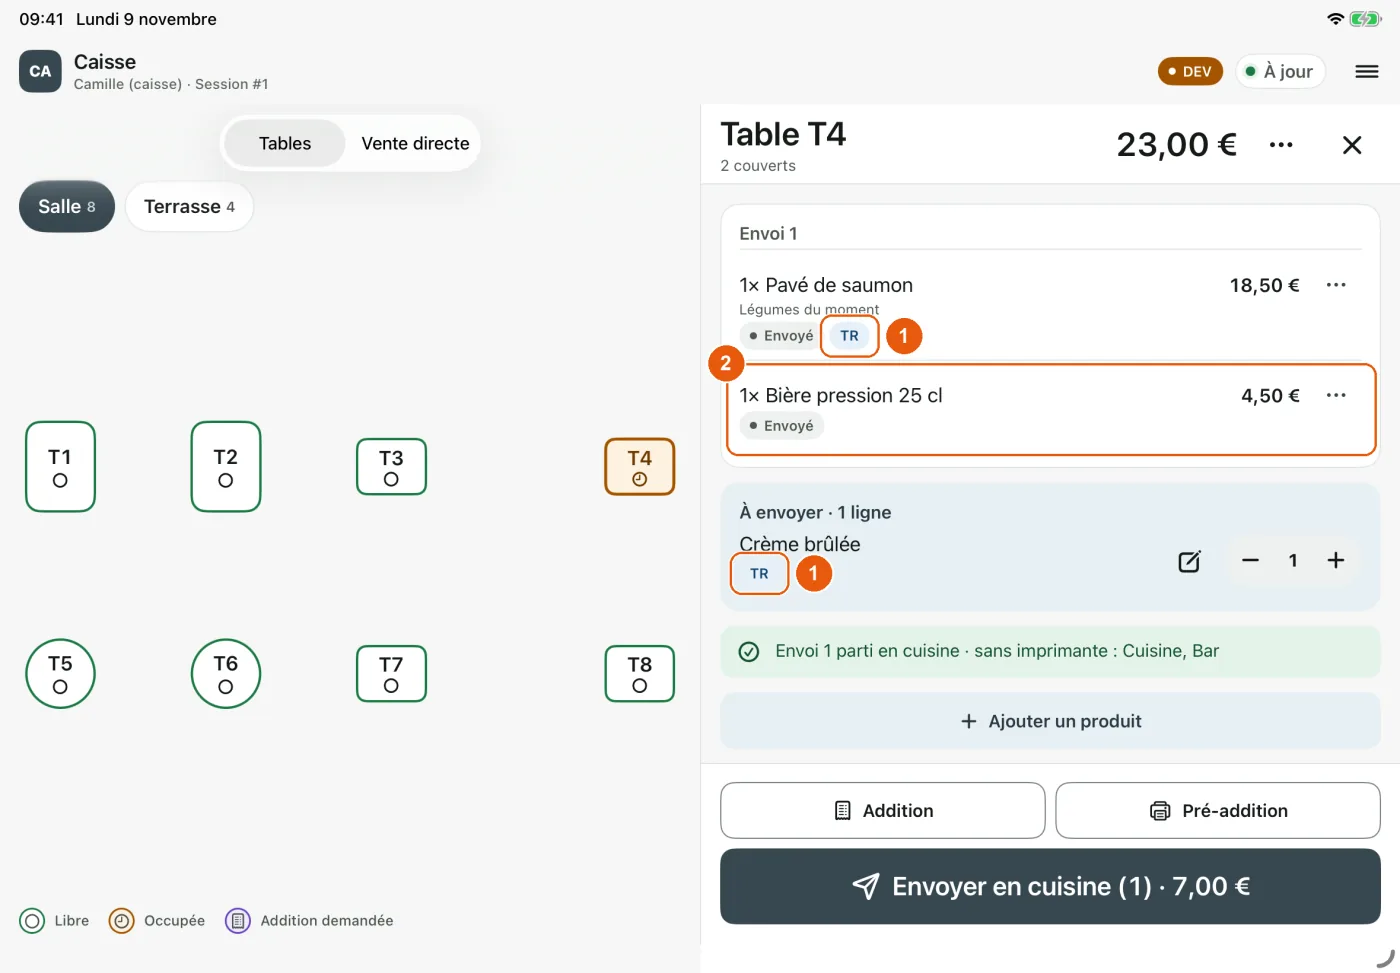 09:41 Lundi 9 novembre
CA
Caisse
Camille (caisse) · Session #1
DEV
À jour
Tables
Vente directe
Salle 8
Terrasse 4
T1
T2
T3
T4
T5
T6
T7
T8
Libre
Occupée
Addition demandée
Table T4
2 couverts
23,00 €
Envoi 1
1× Pavé de saumon
18,50 €
Légumes du moment
Envoyé
TR
1
2
1× Bière pression 25 cl
4,50 €
Envoyé
À envoyer · 1 ligne
Crème brûlée
TR
1
1
Envoi 1 parti en cuisine · sans imprimante : Cuisine, Bar
Ajouter un produit
Addition
Pré-addition
Envoyer en cuisine (1) · 7,00 €